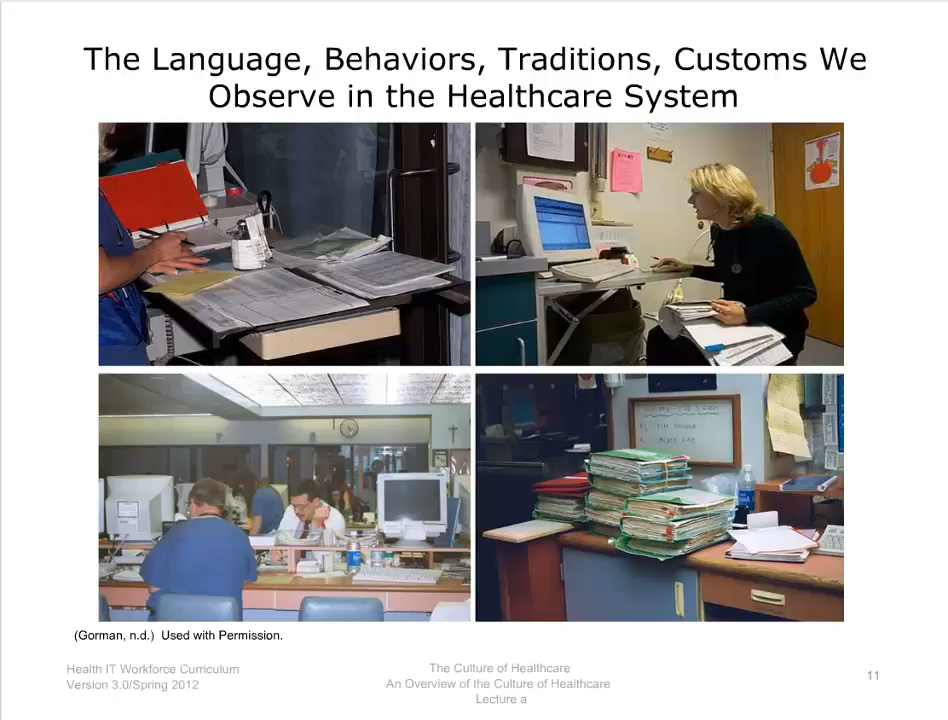 The Language, Behaviors, Traditions, Customs We
Observe in the Healthcare System
(Gorman, n.d.) Used with Permission.
Health IT Workforce Curriculum
Version 3.0/Spring 2012
The Culture of Healthcare
An Overview of the Culture of Healthcare
Lecture a
11